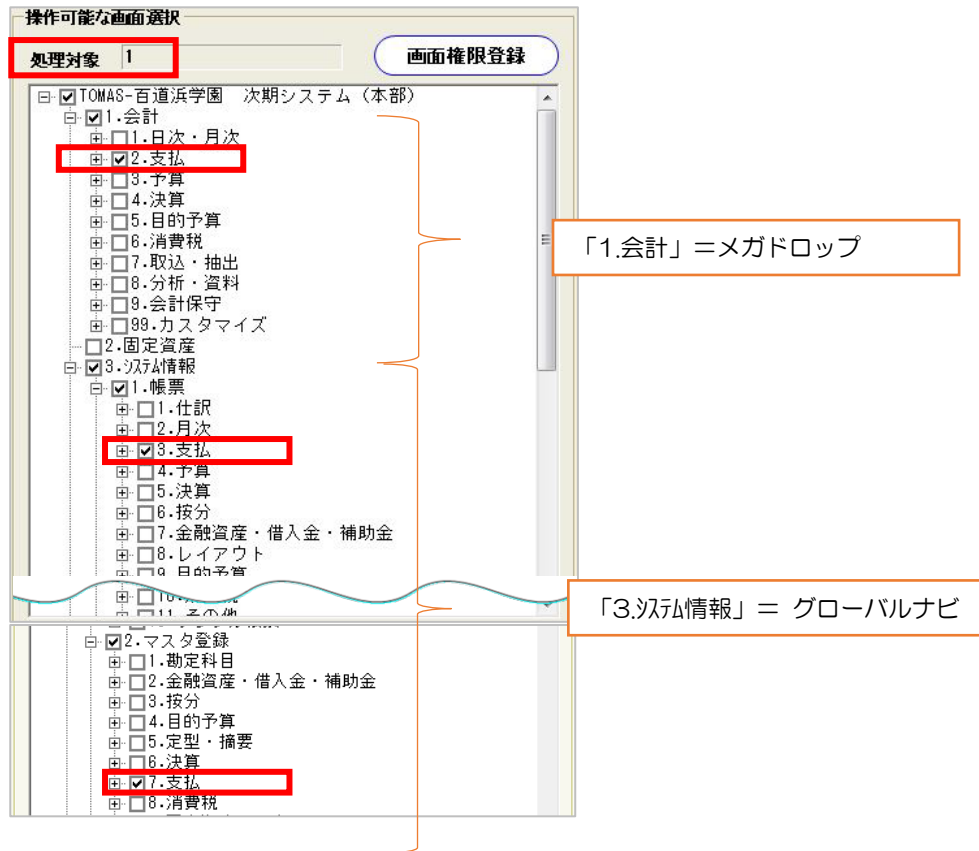 操作可能な画面選択
処理対象 1
画面権限登録
TOMAS-百道浜学園 次期システム (本部)
1.会計
1.日次・月次
2.支払
3.予算
4.決算
5.目的予算
6.消費税
7.取込・抽出
8.分析・資料
9.会計保守
99.カスタマイズ
2.固定資産
3.ｼｽﾃﾑ情報
1.帳票
1.仕訳
2.月次
3.支払
4.予算
5.決算
6.按分
7.金融資産・借入金・補助金
8.レイアウト
9.目的予算
11.その他
2.マスタ登録
1.勘定科目
2.金融資産・借入金・補助金
3.按分
4.目的予算
5.定型・摘要
6.決算
7.支払
8.消費税
「1.会計」＝メガドロップ
「3.ｼｽﾃﾑ情報」＝ グローバルナビ